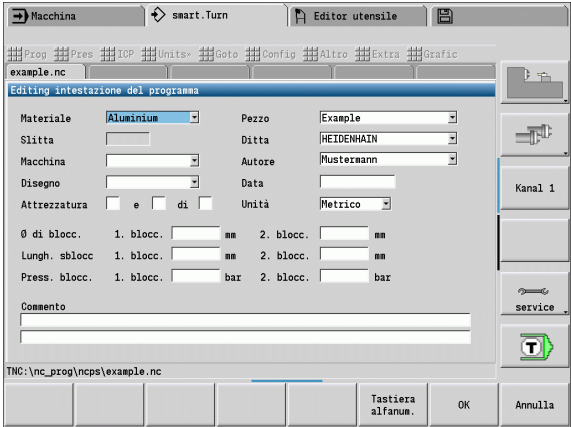 Macchina smart.Turn Editor utensile
Prog Pres ICP Units» Goto Config Altro Extra Grafic
example.nc
Editing intestazione del programma
Materiale Aluminium Pezzo Example
Slitta Ditta HEIDENHAIN
Macchina Autore Mustermann
Disegno Data
Attrezzatura e di Unità Metrico
Ø di blocc. 1. blocc. mm 2. blocc. mm
Lungh. sblocc 1. blocc. mm 2. blocc. mm
Press. blocc. 1. blocc. bar 2. blocc. bar
Commento
TNC:\nc_prog\ncps\example.nc
Kanal 1
service
T
Tastiera
alfanum.
OK
Annulla